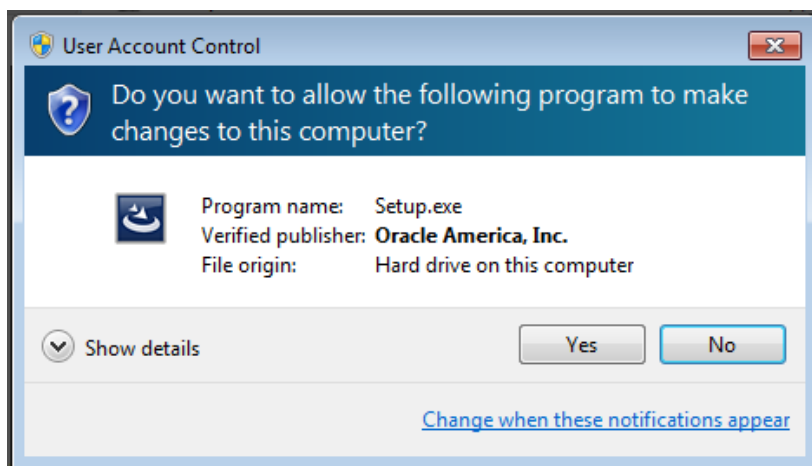 User Account Control
Do you want to allow the following program to make
changes to this computer?
Program name: Setup.exe
Verified publisher: Oracle America, Inc.
File origin: Hard drive on this computer
Show details
Yes
No
Change when these notifications appear